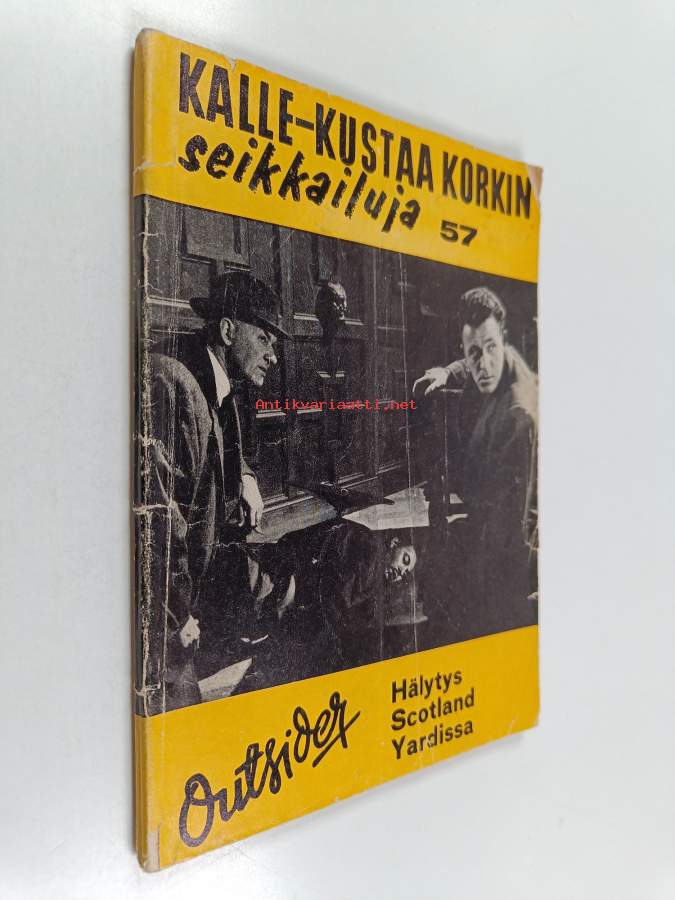 KALLE-KUSTAA KORKIN
seikkailuja 57
Antikvariaatti.net
Outsider
Hälytys
Scotland
Yardissa